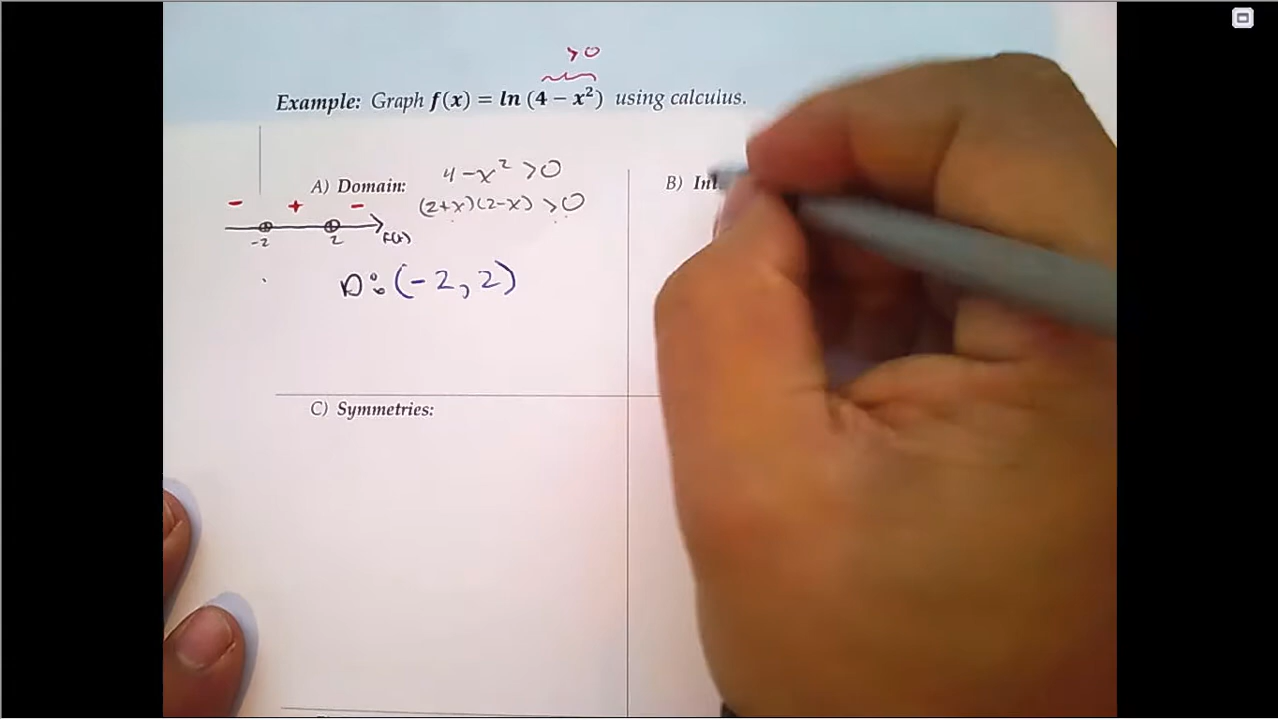 > 0
Example: Graph f(x) = ln (4 − x²) using calculus.
A) Domain:
4 - x² > 0
(2+x)(2-x) > 0
− + −
-2 2
D: (-2, 2)
B)
C) Symmetries: